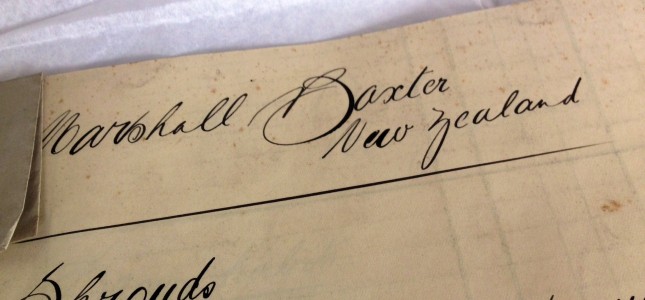 Marshall Baxter
New Zealand
Shrouds